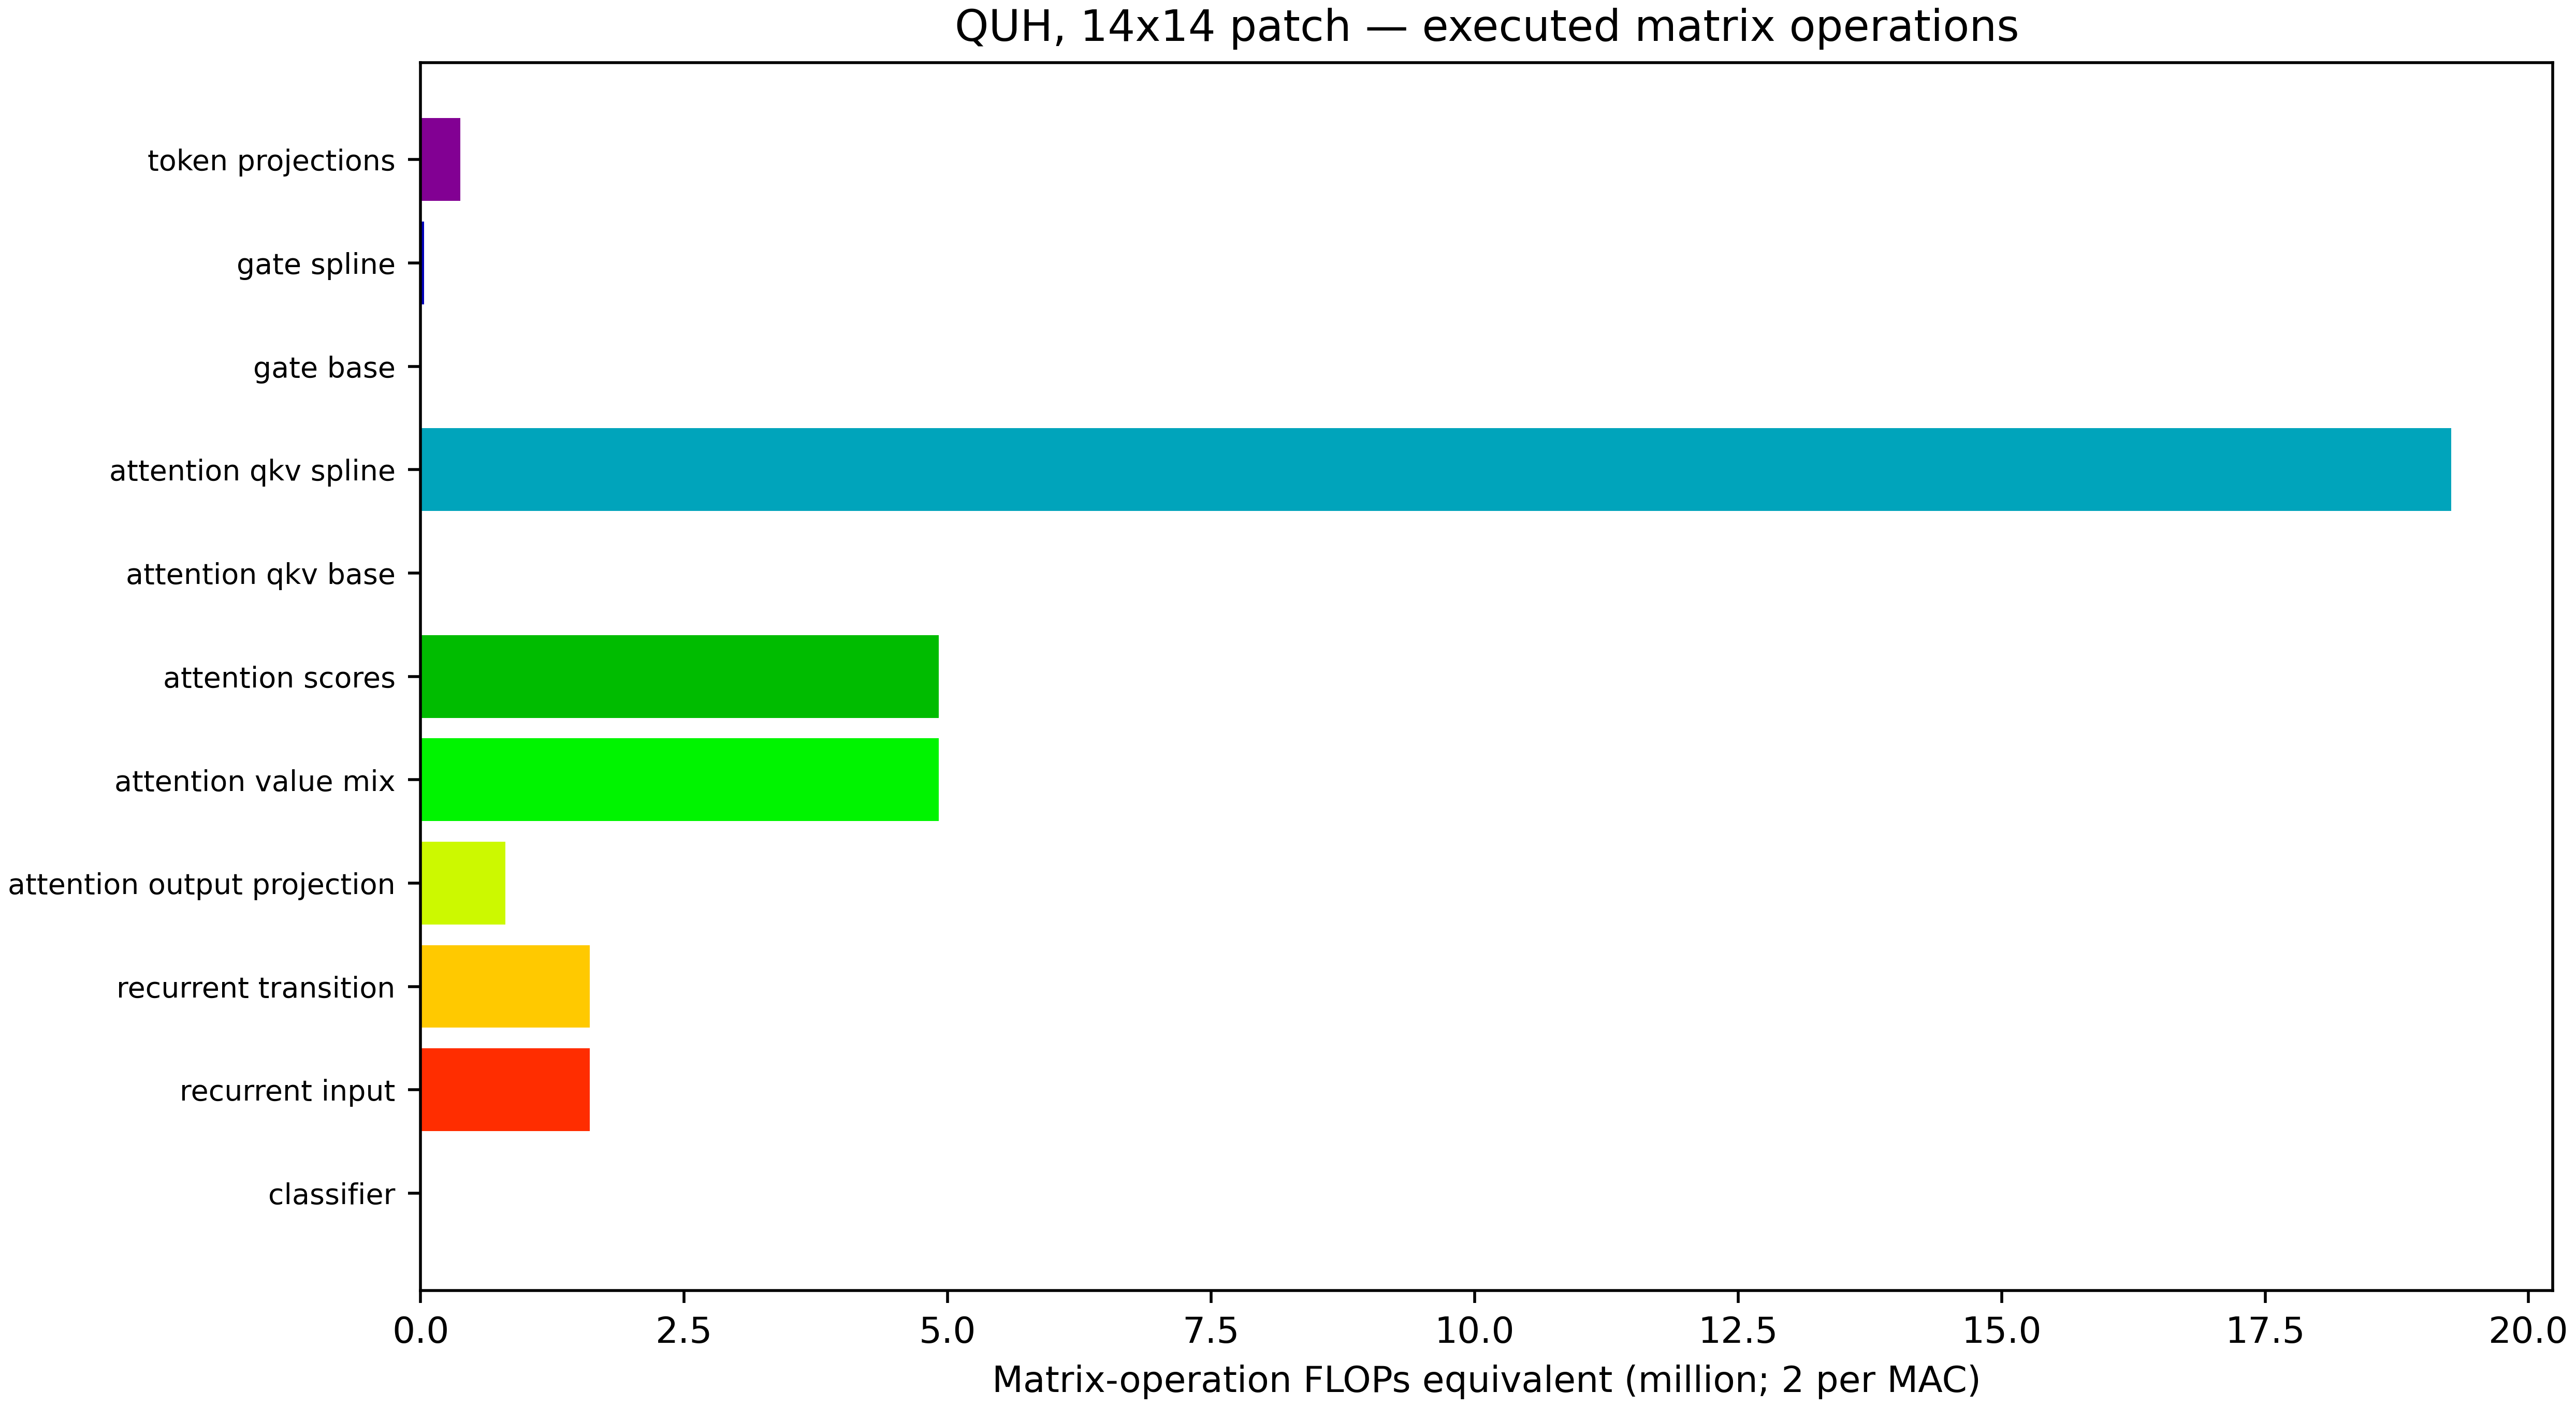 QUH, 14x14 patch — executed matrix operations
token projections
gate spline
gate base
attention qkv spline
attention qkv base
attention scores
attention value mix
attention output projection
recurrent transition
recurrent input
classifier
0.0 2.5 5.0 7.5 10.0 12.5 15.0 17.5 20.0
Matrix-operation FLOPs equivalent (million; 2 per MAC)